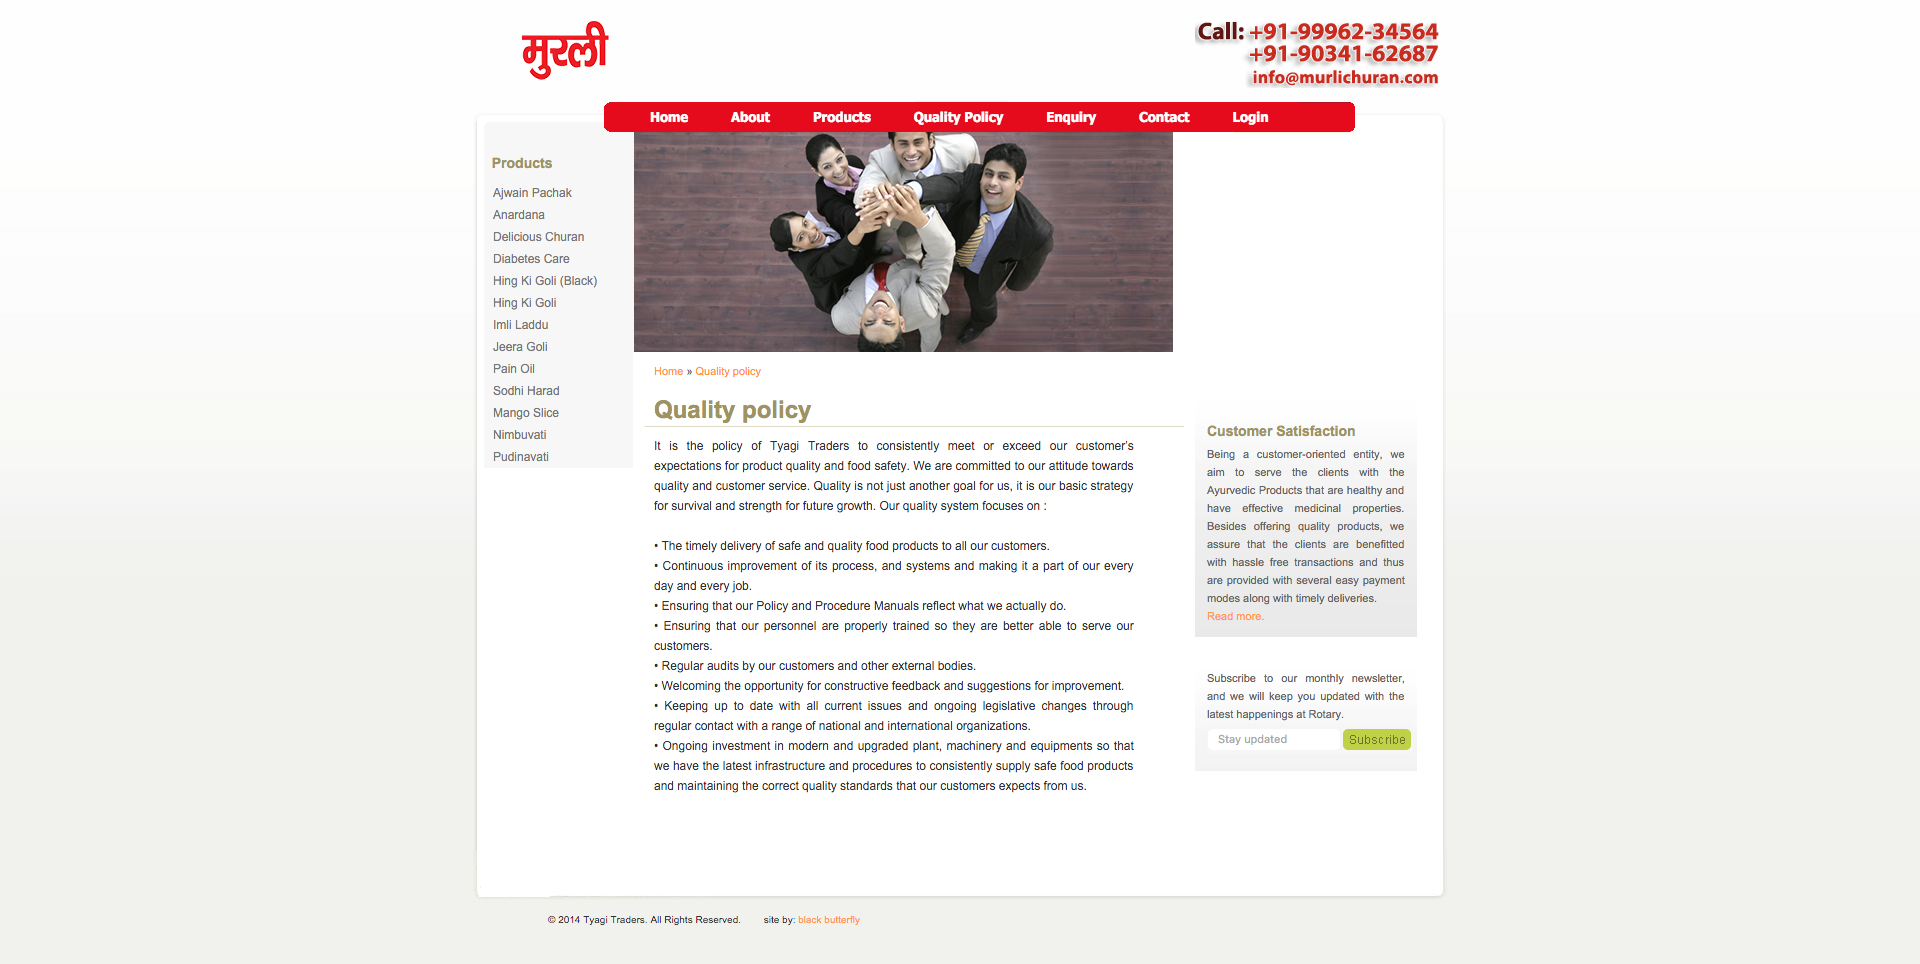 मुरली
Call: +91-99962-34564
+91-90341-62687
info@murlichuran.com
Home About Products Quality Policy Enquiry Contact Login
Products
Ajwain Pachak
Anardana
Delicious Churan
Diabetes Care
Hing Ki Goli (Black)
Hing Ki Goli
Imli Laddu
Jeera Goli
Pain Oil
Sodhi Harad
Mango Slice
Nimbuvati
Pudinavati
Home » Quality policy
Quality policy
It is the policy of Tyagi Traders to consistently meet or exceed our customer’s
expectations for product quality and food safety. We are committed to our attitude towards
quality and customer service. Quality is not just another goal for us, it is our basic strategy
for survival and strength for future growth. Our quality system focuses on :
• The timely delivery of safe and quality food products to all our customers.
• Continuous improvement of its process, and systems and making it a part of our every
day and every job.
• Ensuring that our Policy and Procedure Manuals reflect what we actually do.
• Ensuring that our personnel are properly trained so they are better able to serve our
customers.
• Regular audits by our customers and other external bodies.
• Welcoming the opportunity for constructive feedback and suggestions for improvement.
• Keeping up to date with all current issues and ongoing legislative changes through
regular contact with a range of national and international organizations.
• Ongoing investment in modern and upgraded plant, machinery and equipments so that
we have the latest infrastructure and procedures to consistently supply safe food products
and maintaining the correct quality standards that our customers expects from us.
Customer Satisfaction
Being a customer-oriented entity, we
aim to serve the clients with the
Ayurvedic Products that are healthy and
have effective medicinal properties.
Besides offering quality products, we
assure that the clients are benefitted
with hassle free transactions and thus
are provided with several easy payment
modes along with timely deliveries.
Read more.
Subscribe to our monthly newsletter,
and we will keep you updated with the
latest happenings at Rotary.
Stay updated Subscribe
© 2014 Tyagi Traders. All Rights Reserved. site by: black butterfly